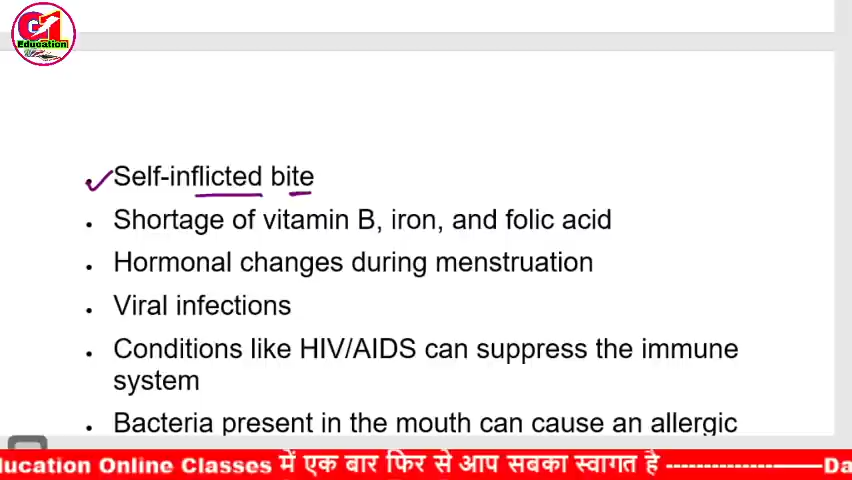 Education
Self-inflicted bite
Shortage of vitamin B, iron, and folic acid
Hormonal changes during menstruation
Viral infections
Conditions like HIV/AIDS can suppress the immune
system
Bacteria present in the mouth can cause an allergic
ducation Online Classes में एक बार फिर से आप सबका स्वागत है --------------------Da